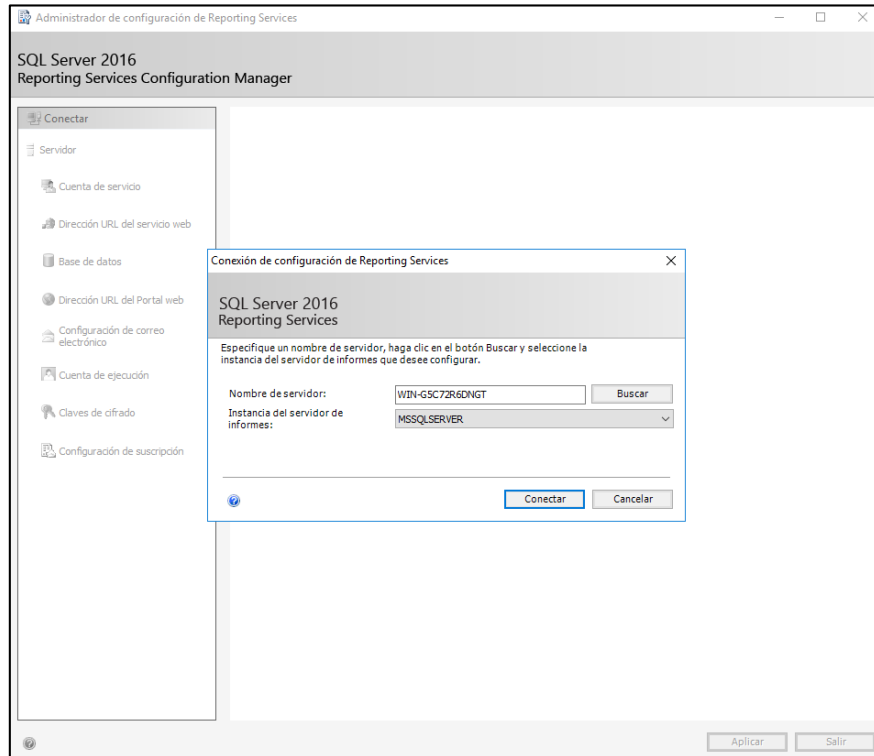 Administrador de configuración de Reporting Services
SQL Server 2016
Reporting Services Configuration Manager
Conectar
Servidor
Cuenta de servicio
Dirección URL del servicio web
Base de datos
Dirección URL del Portal web
Configuración de correo
electrónico
Cuenta de ejecución
Claves de cifrado
Configuración de suscripción
Conexión de configuración de Reporting Services
SQL Server 2016
Reporting Services
Especifique un nombre de servidor, haga clic en el botón Buscar y seleccione la
instancia del servidor de informes que desee configurar.
Nombre de servidor:
WIN-G5C72R6DNGT
Buscar
Instancia del servidor de
informes:
MSSQLSERVER
Conectar
Cancelar
Aplicar
Salir